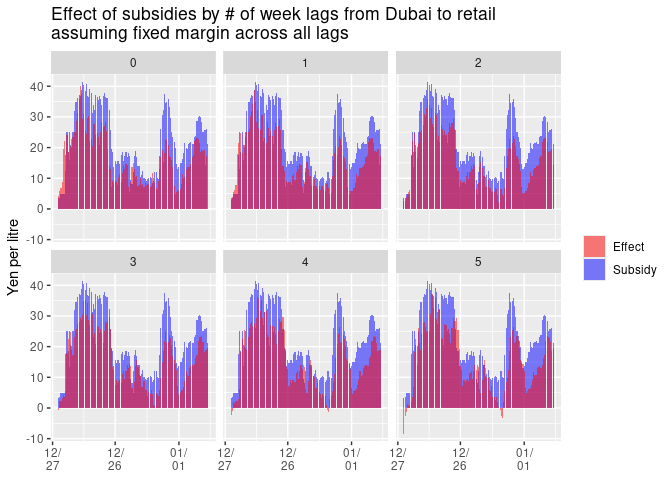 Effect of subsidies by # of week lags from Dubai to retail
assuming fixed margin across all lags
0 1 2
40
30
20
10
0
-10
3 4 5
40
30
20
10
0
-10
12/ 12/ 01/ 12/ 12/ 01/ 12/ 12/ 01/
27 26 01 27 26 01 27 26 01
Yen per litre
Effect
Subsidy